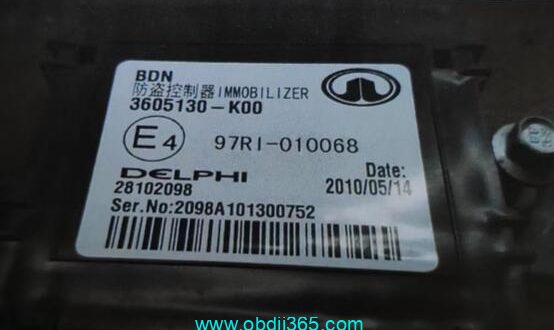 BDN
防盗控制器IMMOBILIZER
3605130-K00
E4 97RI-010068
DELPHI Date:
28102098 2010/05/14
Ser.No:2098A101300752
www.obdii365.com